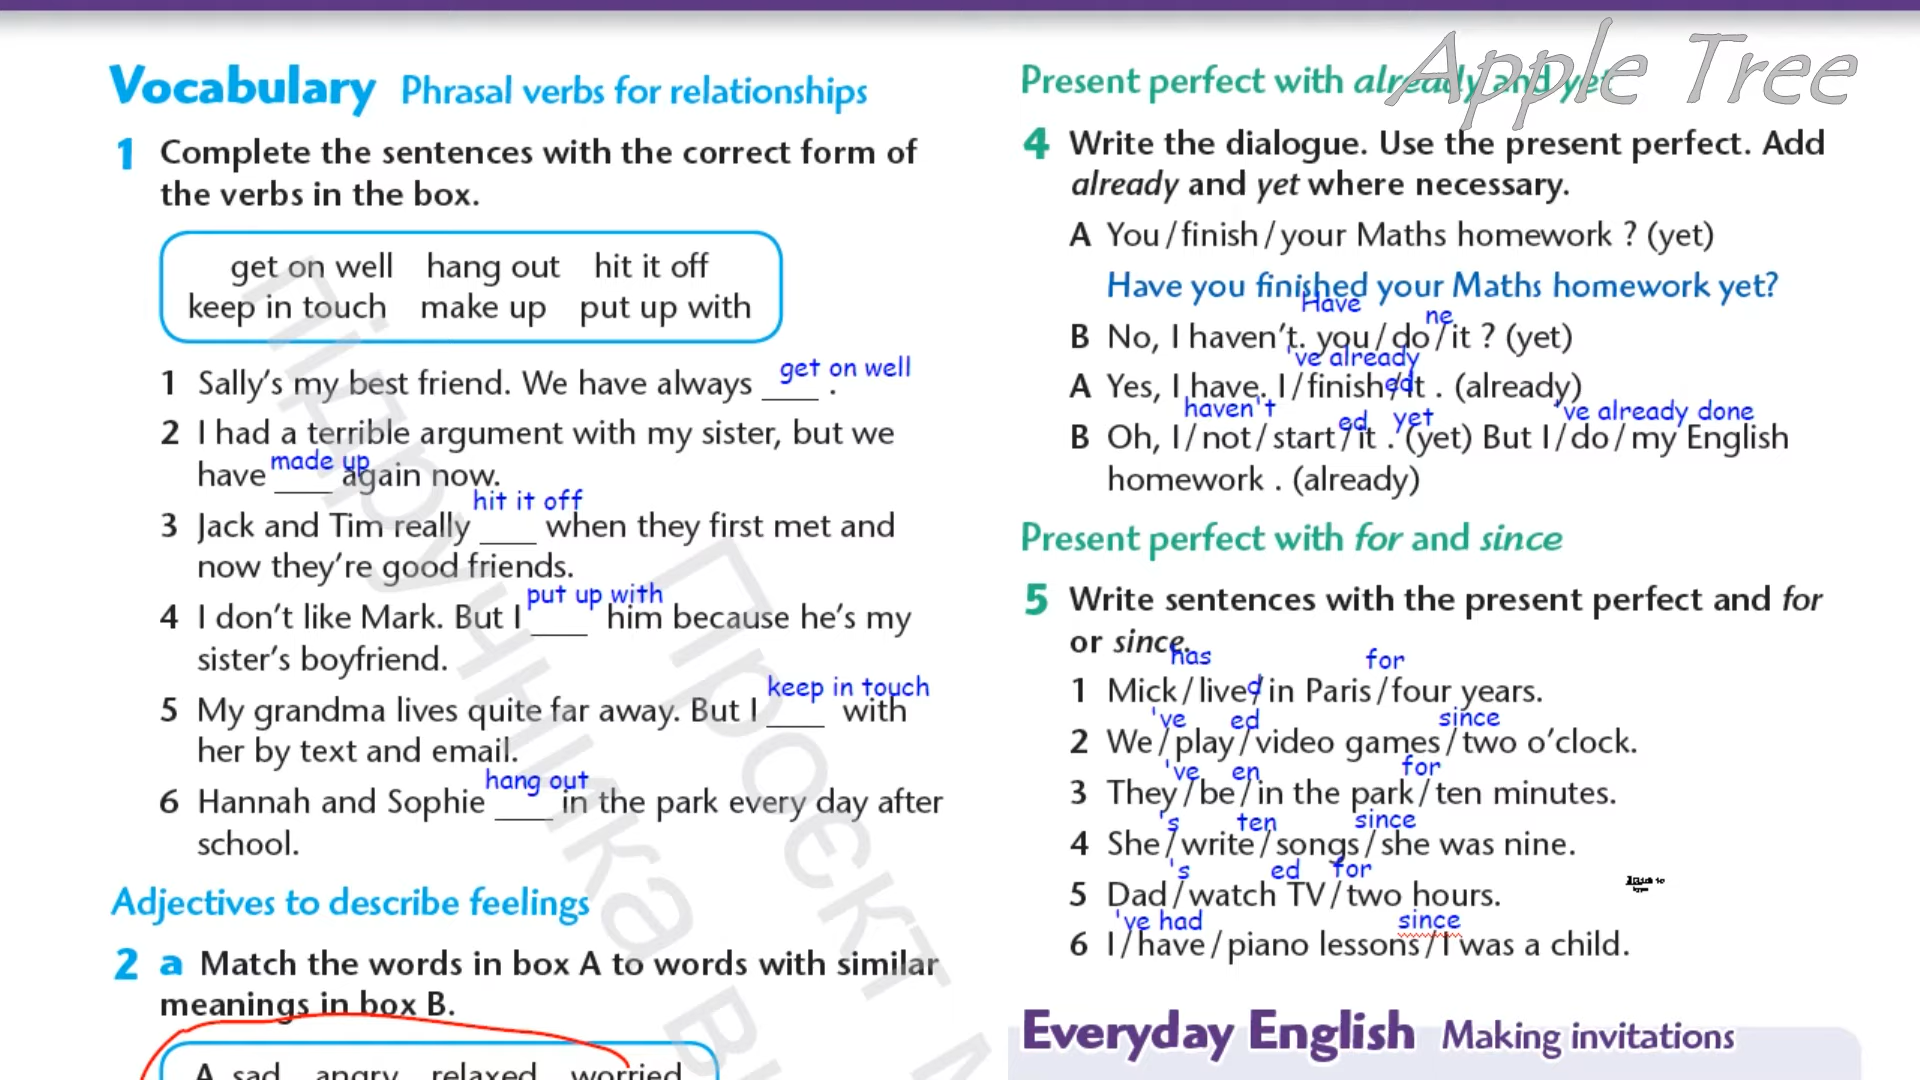 Apple Tree
Vocabulary Phrasal verbs for relationships
1 Complete the sentences with the correct form of
the verbs in the box.
get on well hang out hit it off
keep in touch make up put up with
get on well
1 Sally's my best friend. We have always ____ .
2 I had a terrible argument with my sister, but we
made up
have ____ again now.
hit it off
3 Jack and Tim really ____ when they first met and
now they're good friends.
put up with
4 I don't like Mark. But I ____ him because he's my
sister's boyfriend.
keep in touch
5 My grandma lives quite far away. But I ____ with
her by text and email.
hang out
6 Hannah and Sophie ____ in the park every day after
school.
Adjectives to describe feelings
2 a Match the words in box A to words with similar
meanings in box B.
A sad angry relaxed worried
Present perfect with already and yet
4 Write the dialogue. Use the present perfect. Add
already and yet where necessary.
A You / finish / your Maths homework ? (yet)
Have you finished your Maths homework yet?
Have ne
B No, I haven't. you / do / it ? (yet)
've already ed
A Yes, I have. I / finish / it . (already)
haven't ed yet 've already done
B Oh, I / not / start / it . (yet) But I / do / my English
homework . (already)
Present perfect with for and since
5 Write sentences with the present perfect and for
or since.
has d for
1 Mick / live / in Paris / four years.
've ed since
2 We / play / video games / two o'clock.
've en for
3 They / be / in the park / ten minutes.
's ten since
4 She / write / songs / she was nine.
's ed for
5 Dad / watch TV / two hours.
've had since
6 I / have / piano lessons / I was a child.
Everyday English Making invitations
Проєкт
підручника